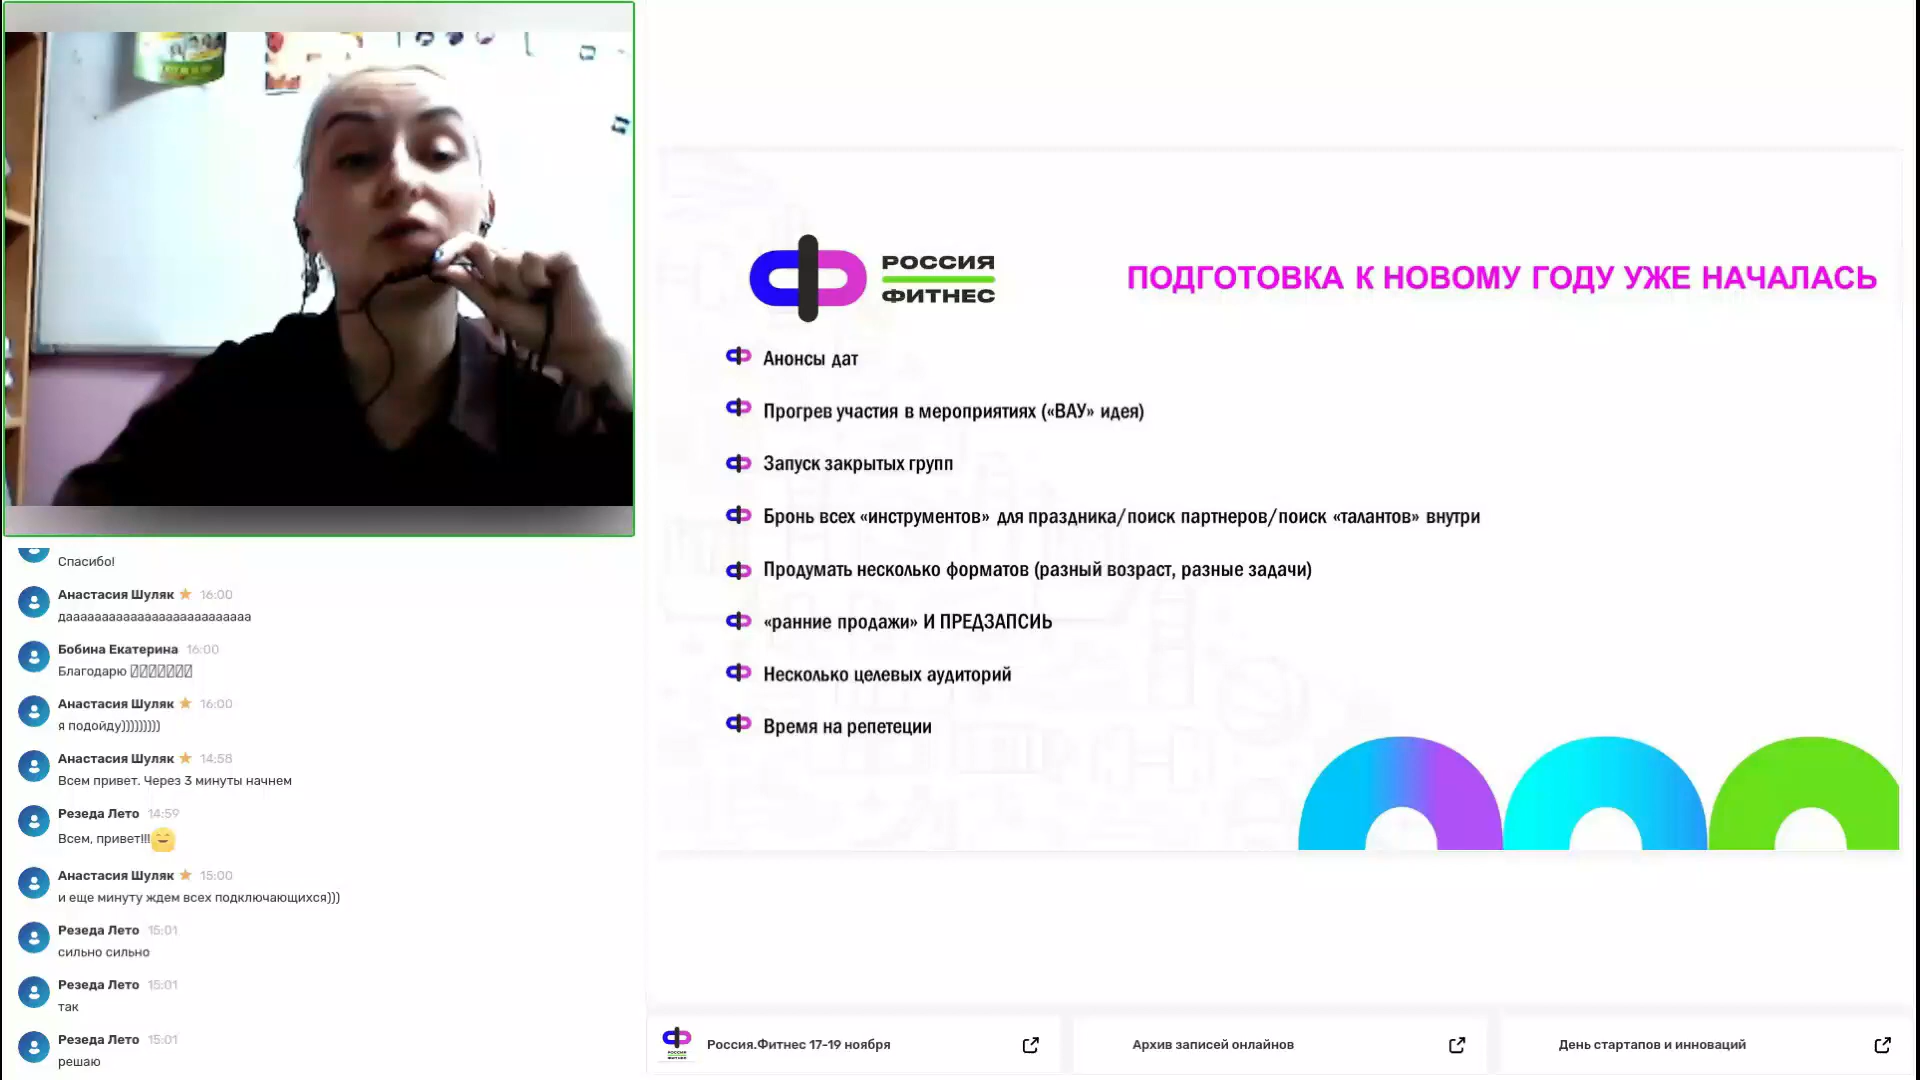 Спасибо!
Анастасия Шуляк 16:00
дааааааааааааааааааааааааа
Бобина Екатерина 16:00
Благодарю
Анастасия Шуляк 16:00
я подойду)))))))))
Анастасия Шуляк 14:58
Всем привет. Через 3 минуты начнем
Резеда Лето 14:59
Всем, привет!!!
Анастасия Шуляк 15:00
и еще минуту ждем всех подключающихся)))
Резеда Лето 15:01
сильно сильно
Резеда Лето 15:01
так
Резеда Лето 15:01
решаю
РОССИЯ
ФИТНЕС
ПОДГОТОВКА К НОВОМУ ГОДУ УЖЕ НАЧАЛАСЬ
Анонсы дат
Прогрев участия в мероприятиях («ВАУ» идея)
Запуск закрытых групп
Бронь всех «инструментов» для праздника/поиск партнеров/поиск «талантов» внутри
Продумать несколько форматов (разный возраст, разные задачи)
«ранние продажи» И ПРЕДЗАПСИЬ
Несколько целевых аудиторий
Время на репетеции
Россия.Фитнес 17-19 ноября
Архив записей онлайнов
День стартапов и инноваций